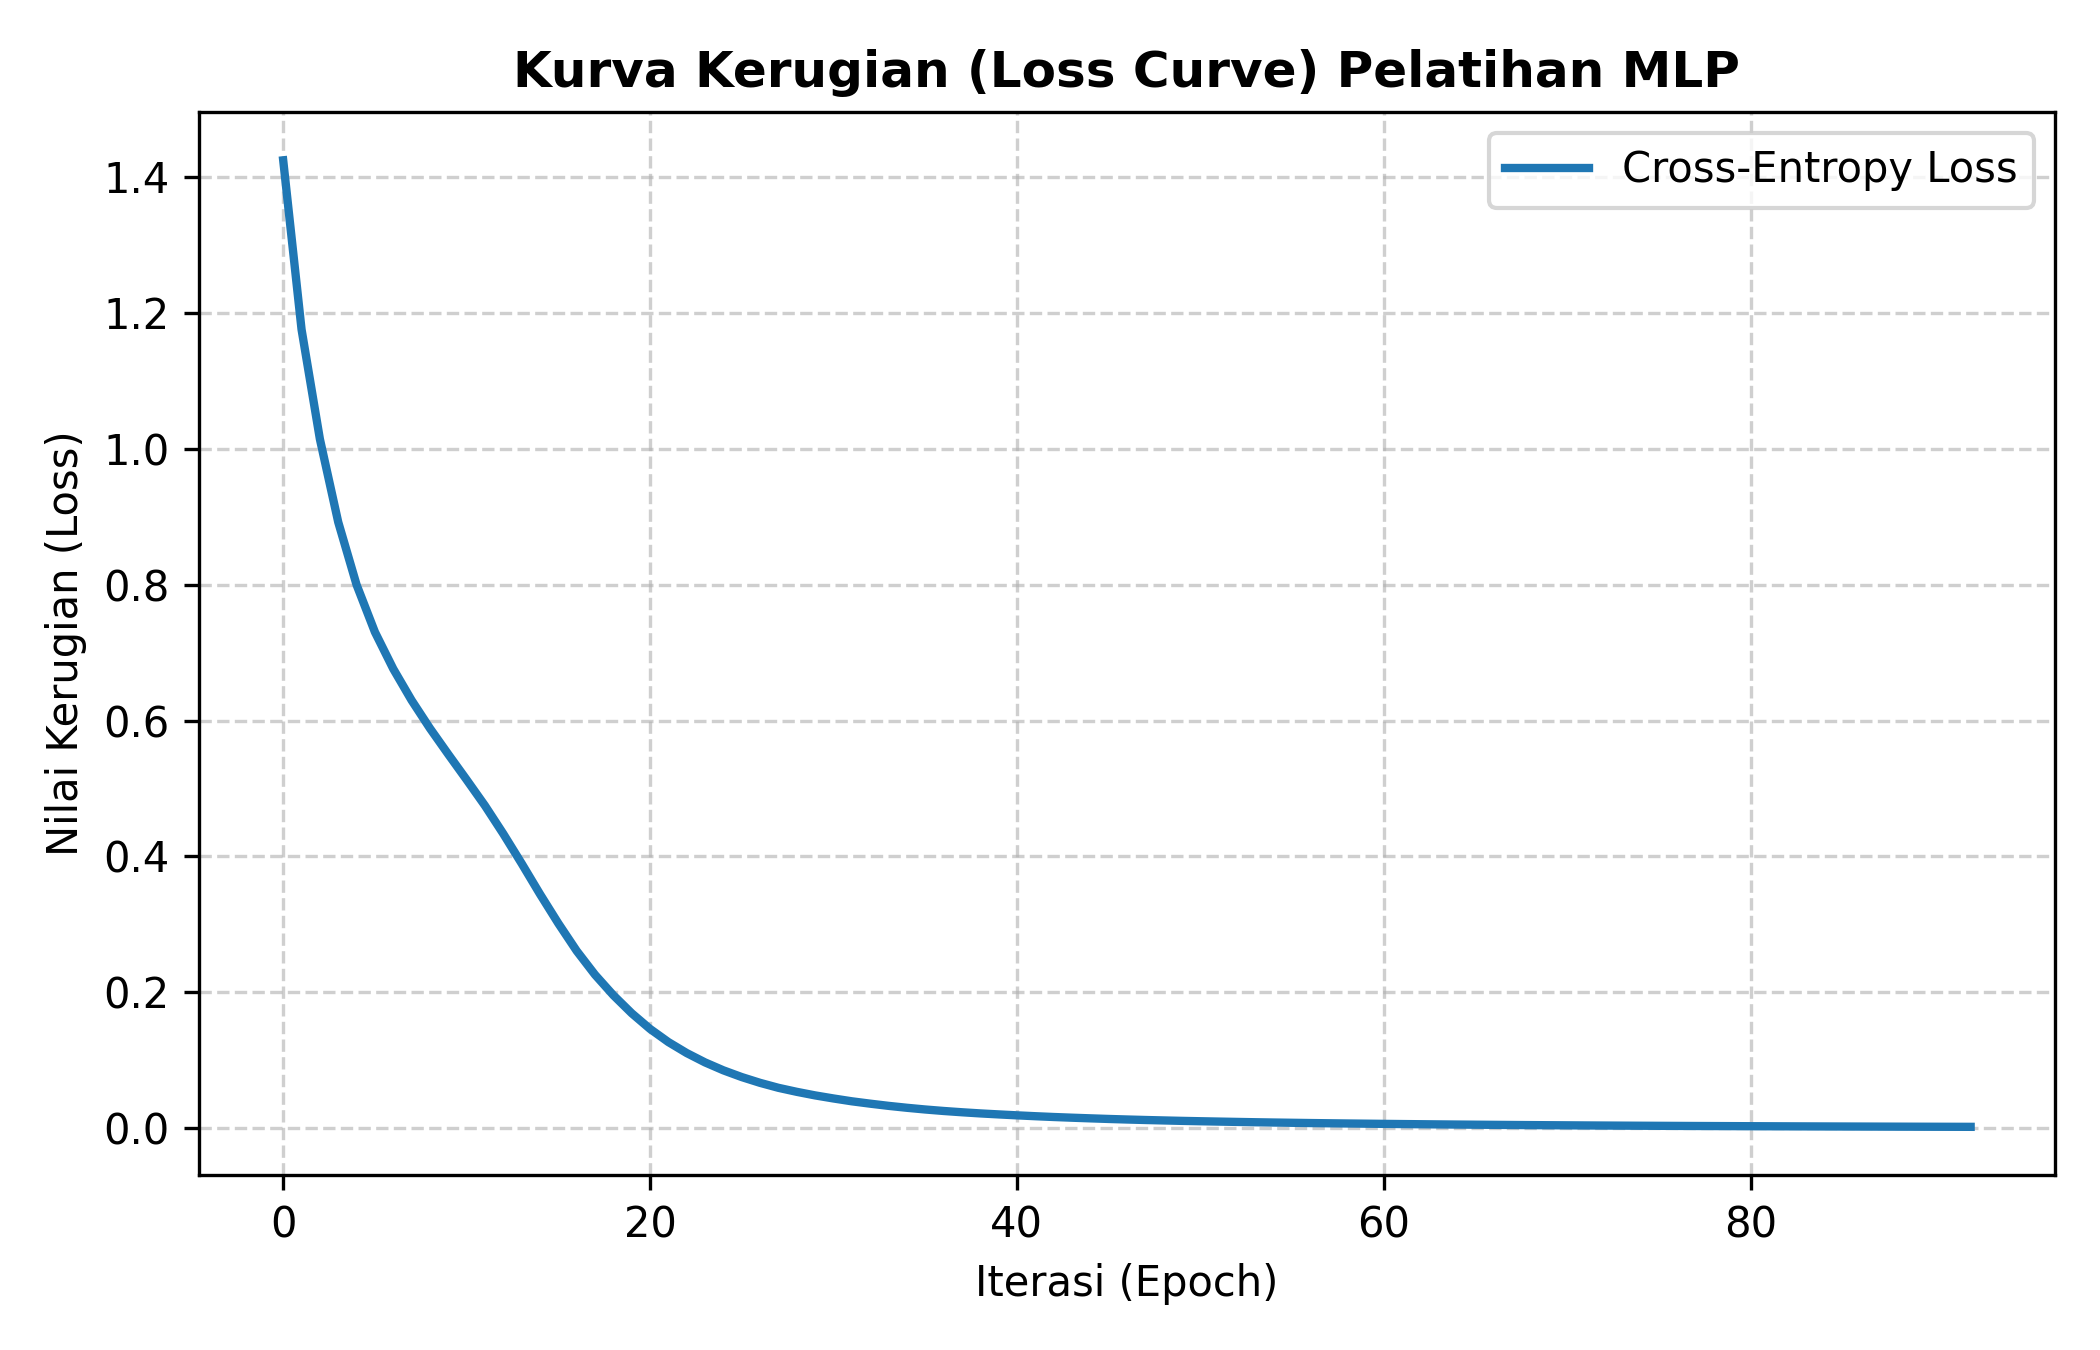 Kurva Kerugian (Loss Curve) Pelatihan MLP
Cross-Entropy Loss
Nilai Kerugian (Loss)
1.4
1.2
1.0
0.8
0.6
0.4
0.2
0.0
0 20 40 60 80
Iterasi (Epoch)